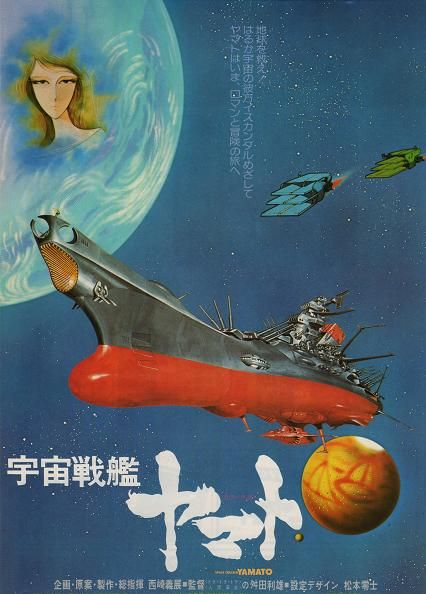 地球を救え!
はるか宇宙の彼方イスカンダルめざして
ヤマトはいま、ロマンと冒険の旅へ
宇宙戦艦
ヤマト
SPACE CRUISER YAMATO
企画・原案・製作・総指揮 西崎義展■監督
の舛田利雄■設定デザイン 松本零士